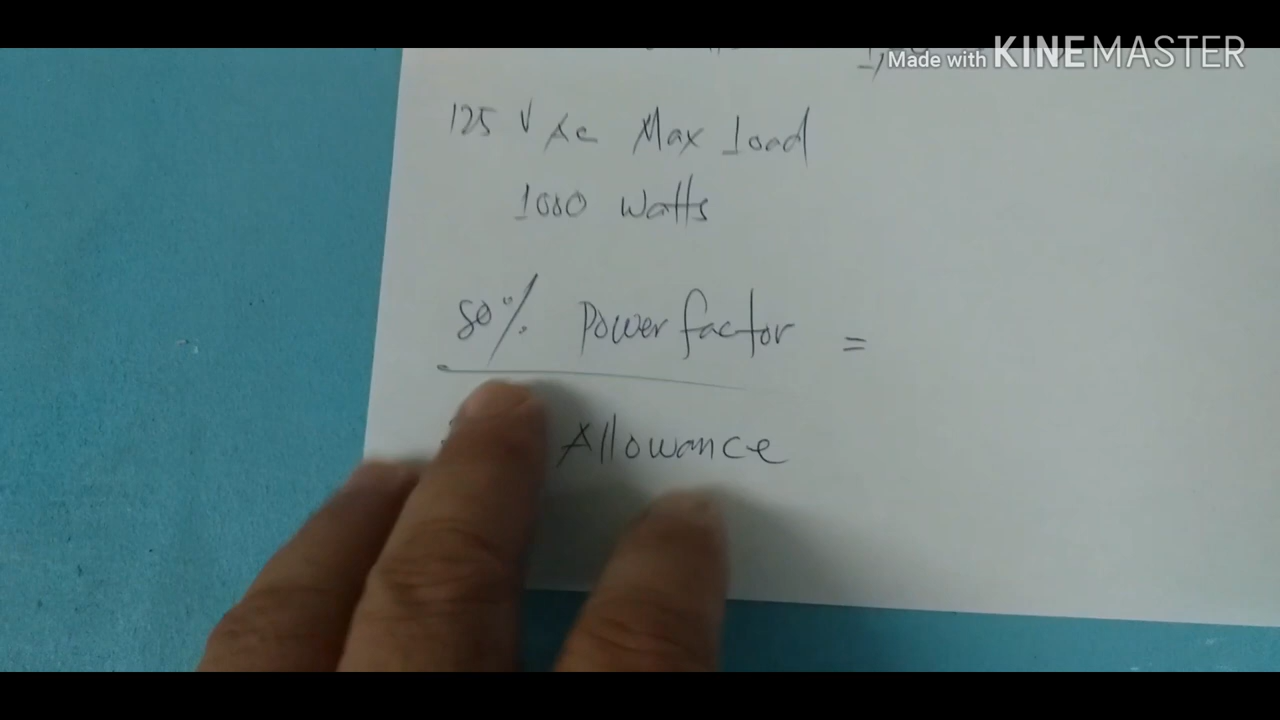 Made with KINEMASTER
125 V Ac Max Load
1000 watts
80% Power factor =
Allowance